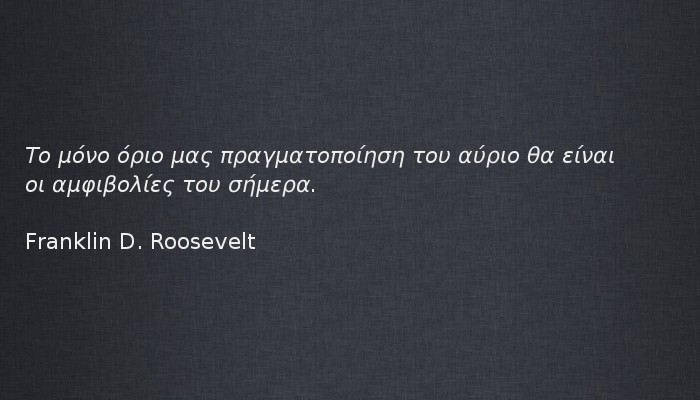 Το μόνο όριο μας πραγματοποίηση του αύριο θα είναι
οι αμφιβολίες του σήμερα.
Franklin D. Roosevelt